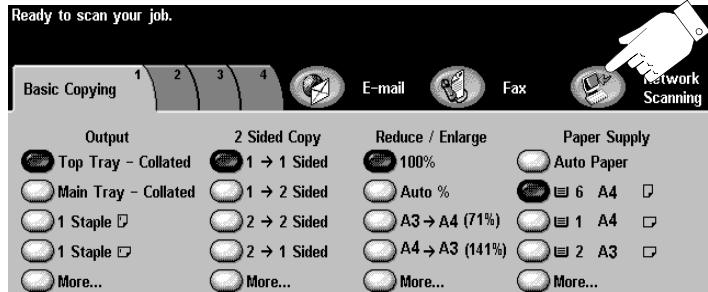 Ready to scan your job.
Basic Copying 1 2 3 4 E-mail Fax Network
Scanning
Output 2 Sided Copy Reduce / Enlarge Paper Supply
Top Tray - Collated 1 → 1 Sided 100% Auto Paper
Main Tray - Collated 1 → 2 Sided Auto % 6 A4
1 Staple 2 → 2 Sided A3 → A4 (71%) 1 A4
1 Staple 2 → 1 Sided A4 → A3 (141%) 2 A3
More... More... More... More...